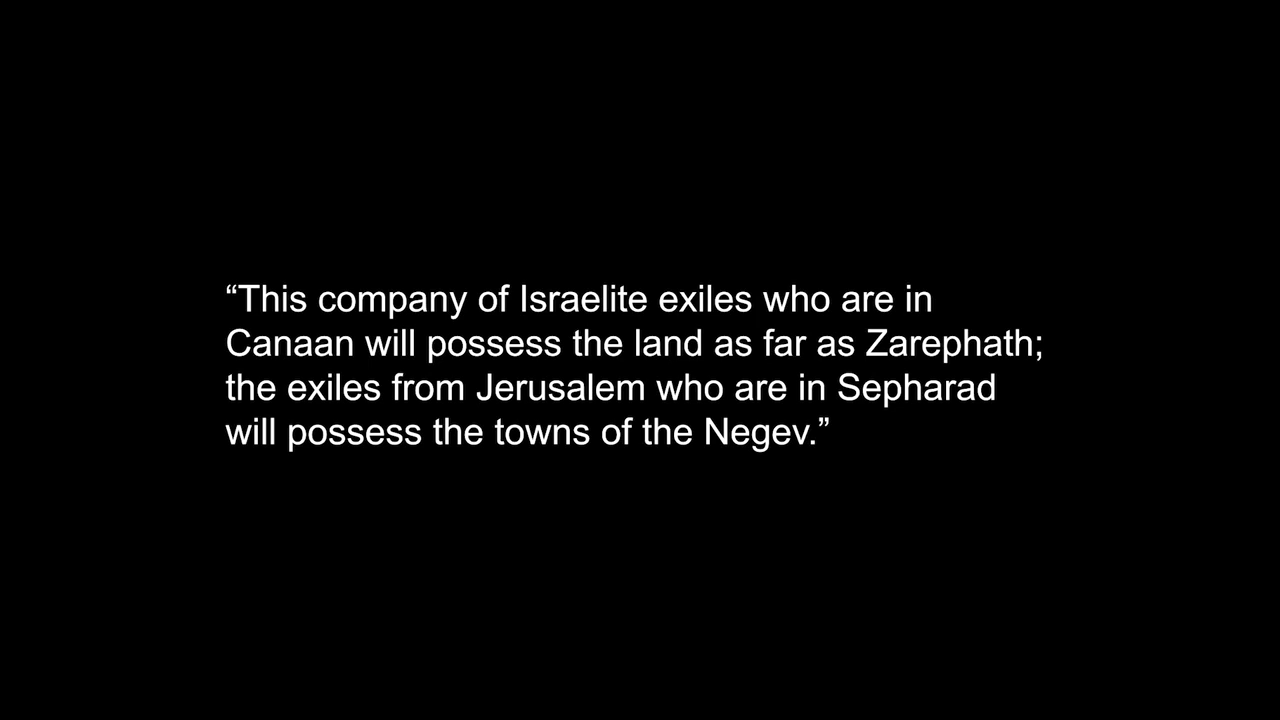 “This company of Israelite exiles who are in
Canaan will possess the land as far as Zarephath;
the exiles from Jerusalem who are in Sepharad
will possess the towns of the Negev.”